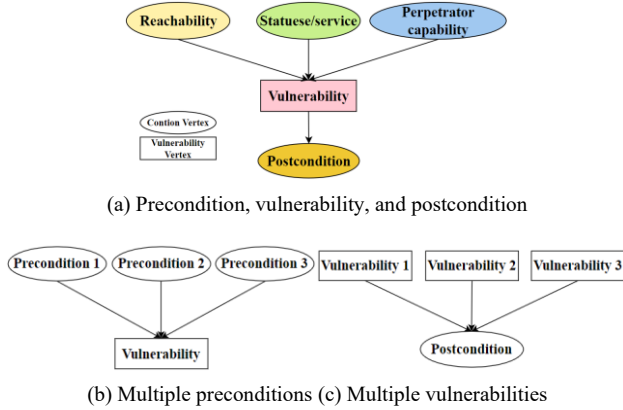 Reachability
Statuese/service
Perpetrator
capability
Vulnerability
Contion Vertex
Vulnerability
Vertex
Postcondition
(a) Precondition, vulnerability, and postcondition
Precondition 1
Precondition 2
Precondition 3
Vulnerability 1
Vulnerability 2
Vulnerability 3
Vulnerability
Postcondition
(b) Multiple preconditions (c) Multiple vulnerabilities